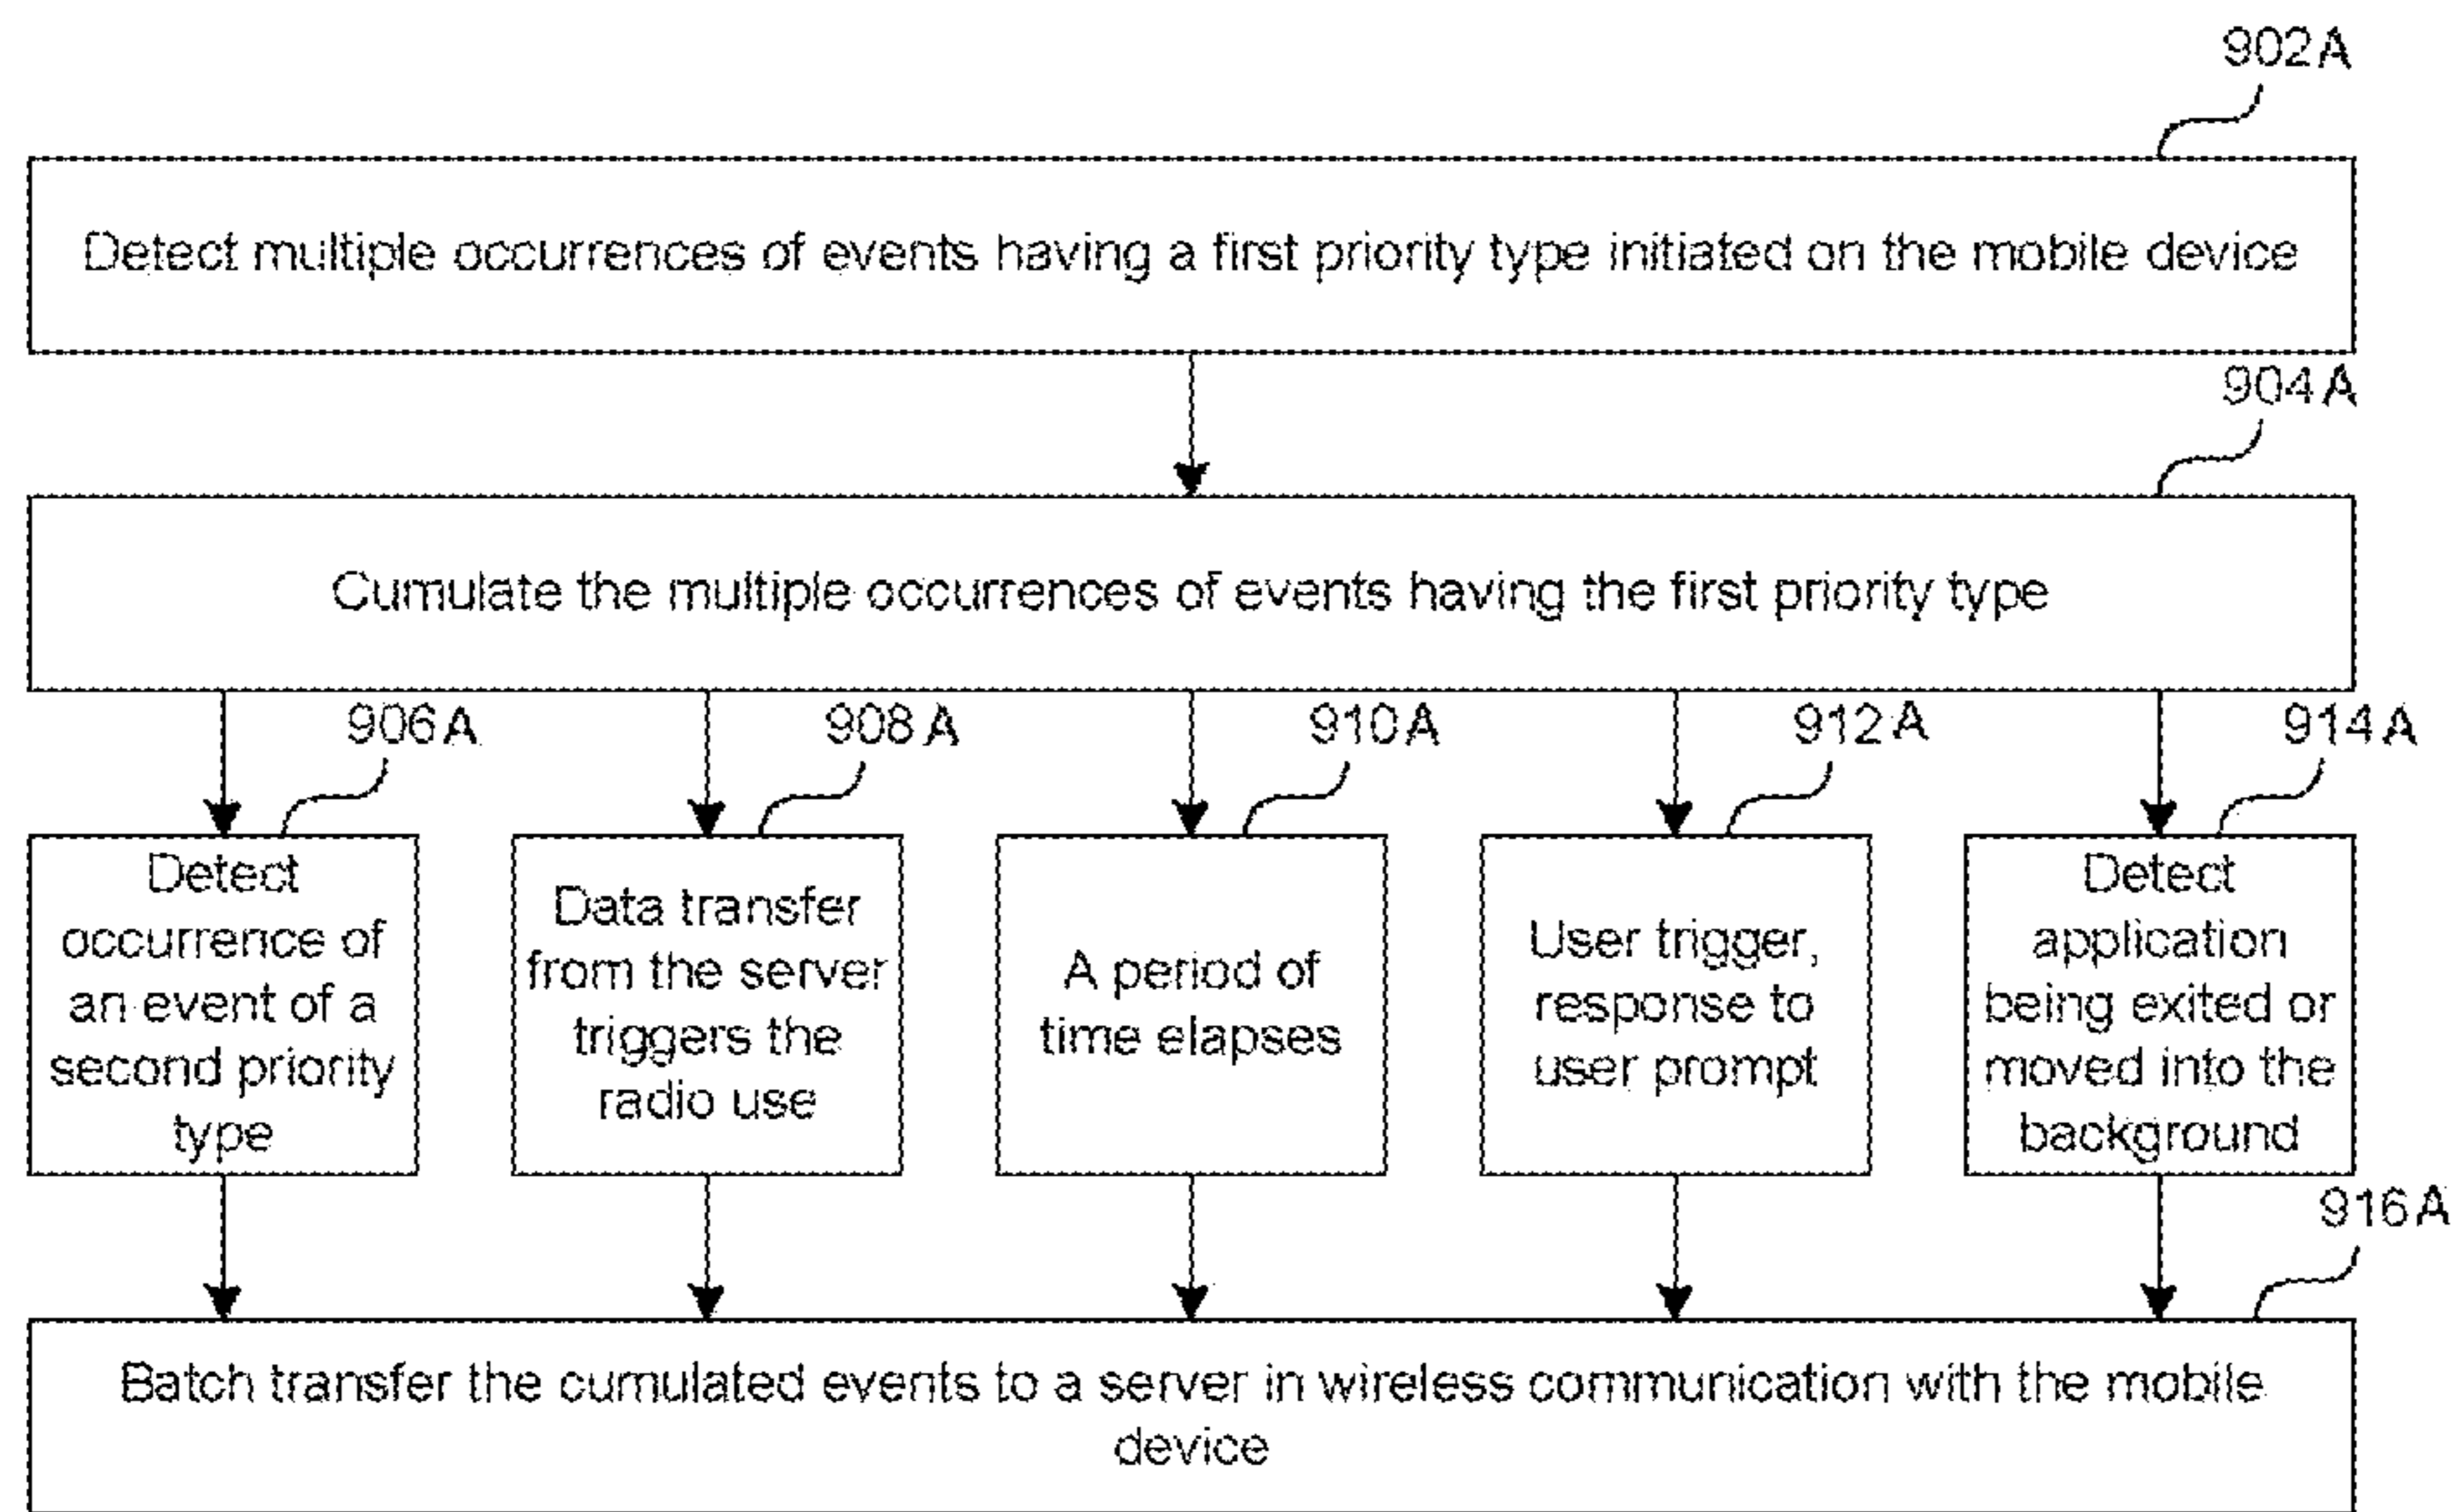 902A
Detect multiple occurrences of events having a first priority type initiated on the mobile device
904A
Cumulate the multiple occurrences of events having the first priority type
906A
908A
910A
912A
914A
Detect
occurrence of
an event of a
second priority
type
Data transfer
from the server
triggers the
radio use
A period of
time elapses
User trigger,
response to
user prompt
Detect
application
being exited or
moved into the
background
916A
Batch transfer the cumulated events to a server in wireless communication with the mobile
device